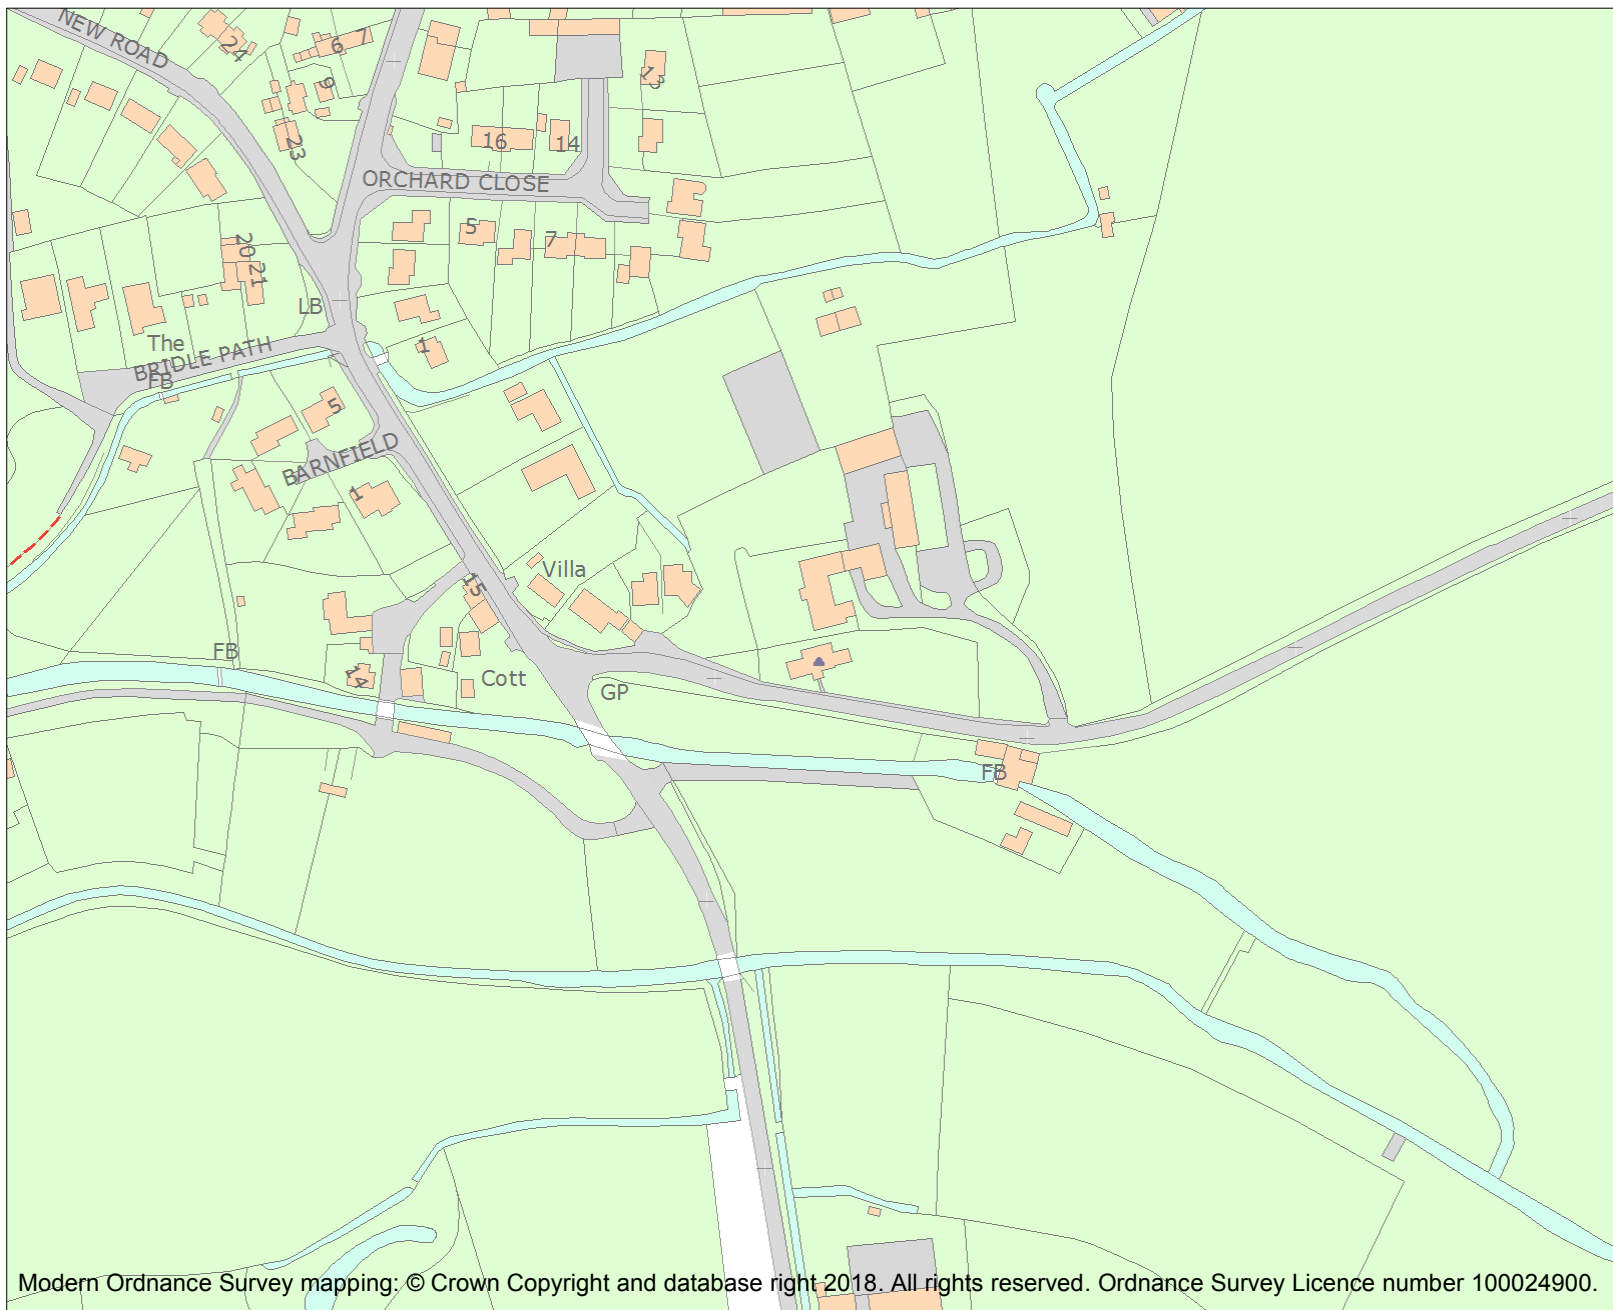 NEW ROAD
24
6 7
9
13
23
16
14
ORCHARD CLOSE
5
7
20
21
LB
The
BRIDLE PATH
FB
1
5
BARNFIELD
1
Villa
15
FB
14
Cott
GP
FB
Modern Ordnance Survey mapping: © Crown Copyright and database right 2018. All rights reserved. Ordnance Survey Licence number 100024900.